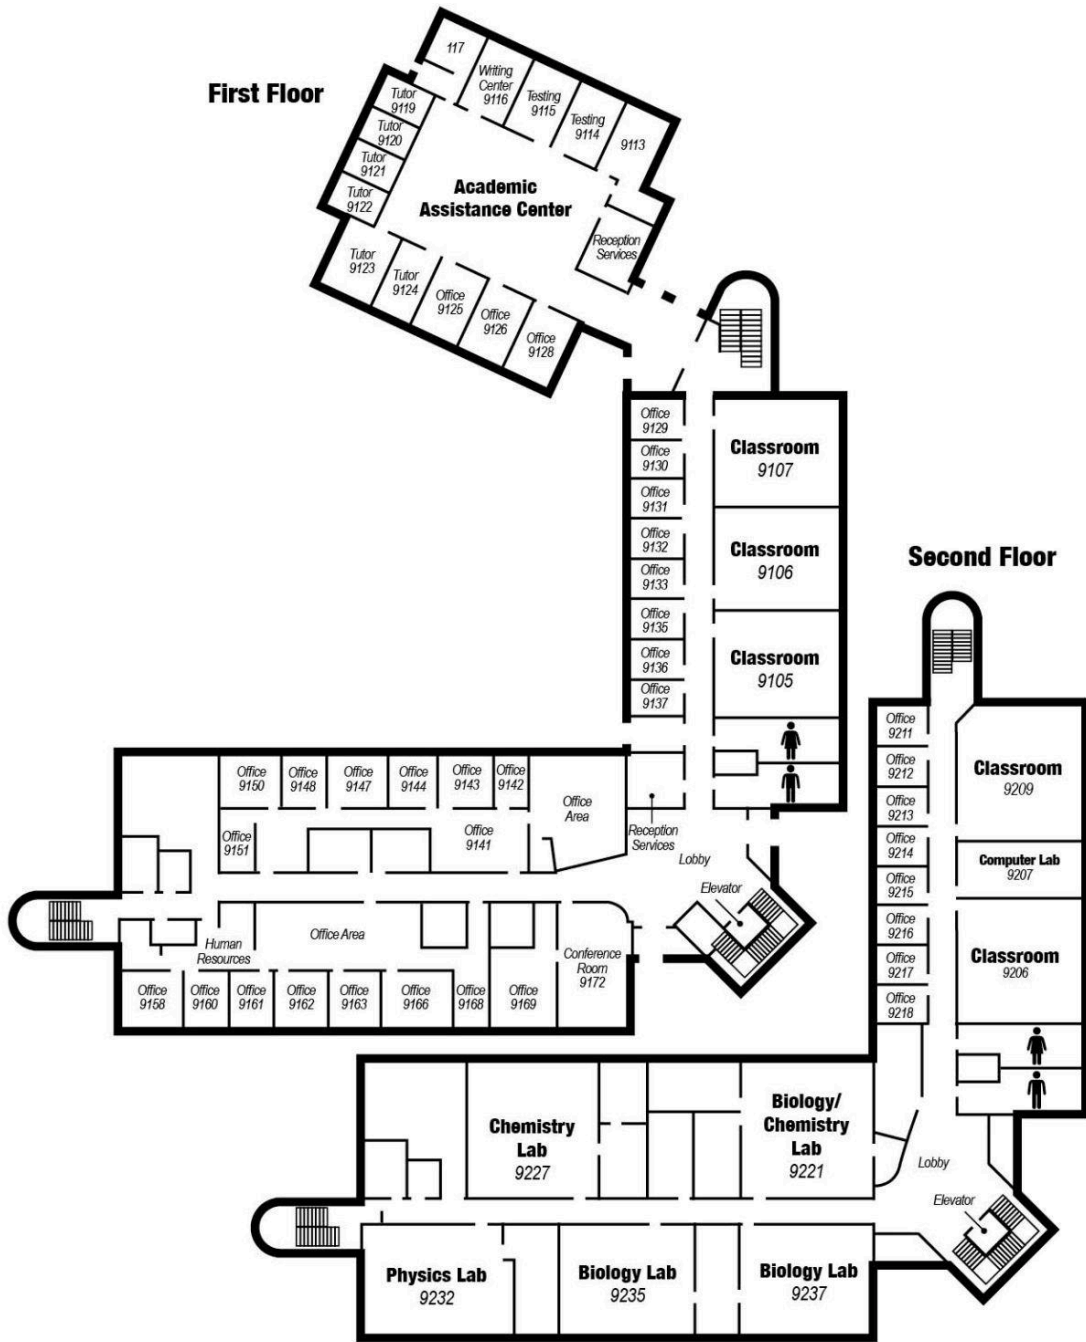 First Floor
117
Writing
Center
9116
Testing
9115
Testing
9114
9113
Tutor
9119
Tutor
9120
Tutor
9121
Tutor
9122
Academic
Assistance Center
Reception
Services
Tutor
9123
Tutor
9124
Office
9125
Office
9126
Office
9128
Office
9129
Office
9130
Office
9131
Office
9132
Office
9133
Office
9135
Office
9136
Office
9137
Classroom
9107
Classroom
9106
Classroom
9105
Office
9150
Office
9148
Office
9147
Office
9144
Office
9143
Office
9142
Office
Area
Office
9151
Office
9141
Reception
Services
Lobby
Elevator
Human
Resources
Office Area
Conference
Room
9172
Office
9158
Office
9160
Office
9161
Office
9162
Office
9163
Office
9166
Office
9168
Office
9169
Second Floor
Office
9211
Office
9212
Office
9213
Office
9214
Office
9215
Office
9216
Office
9217
Office
9218
Classroom
9209
Computer Lab
9207
Classroom
9206
Chemistry
Lab
9227
Biology/
Chemistry
Lab
9221
Lobby
Elevator
Physics Lab
9232
Biology Lab
9235
Biology Lab
9237